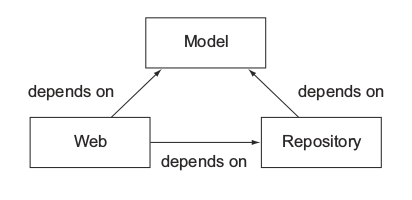 Model
depends on
depends on
Web
Repository
depends on